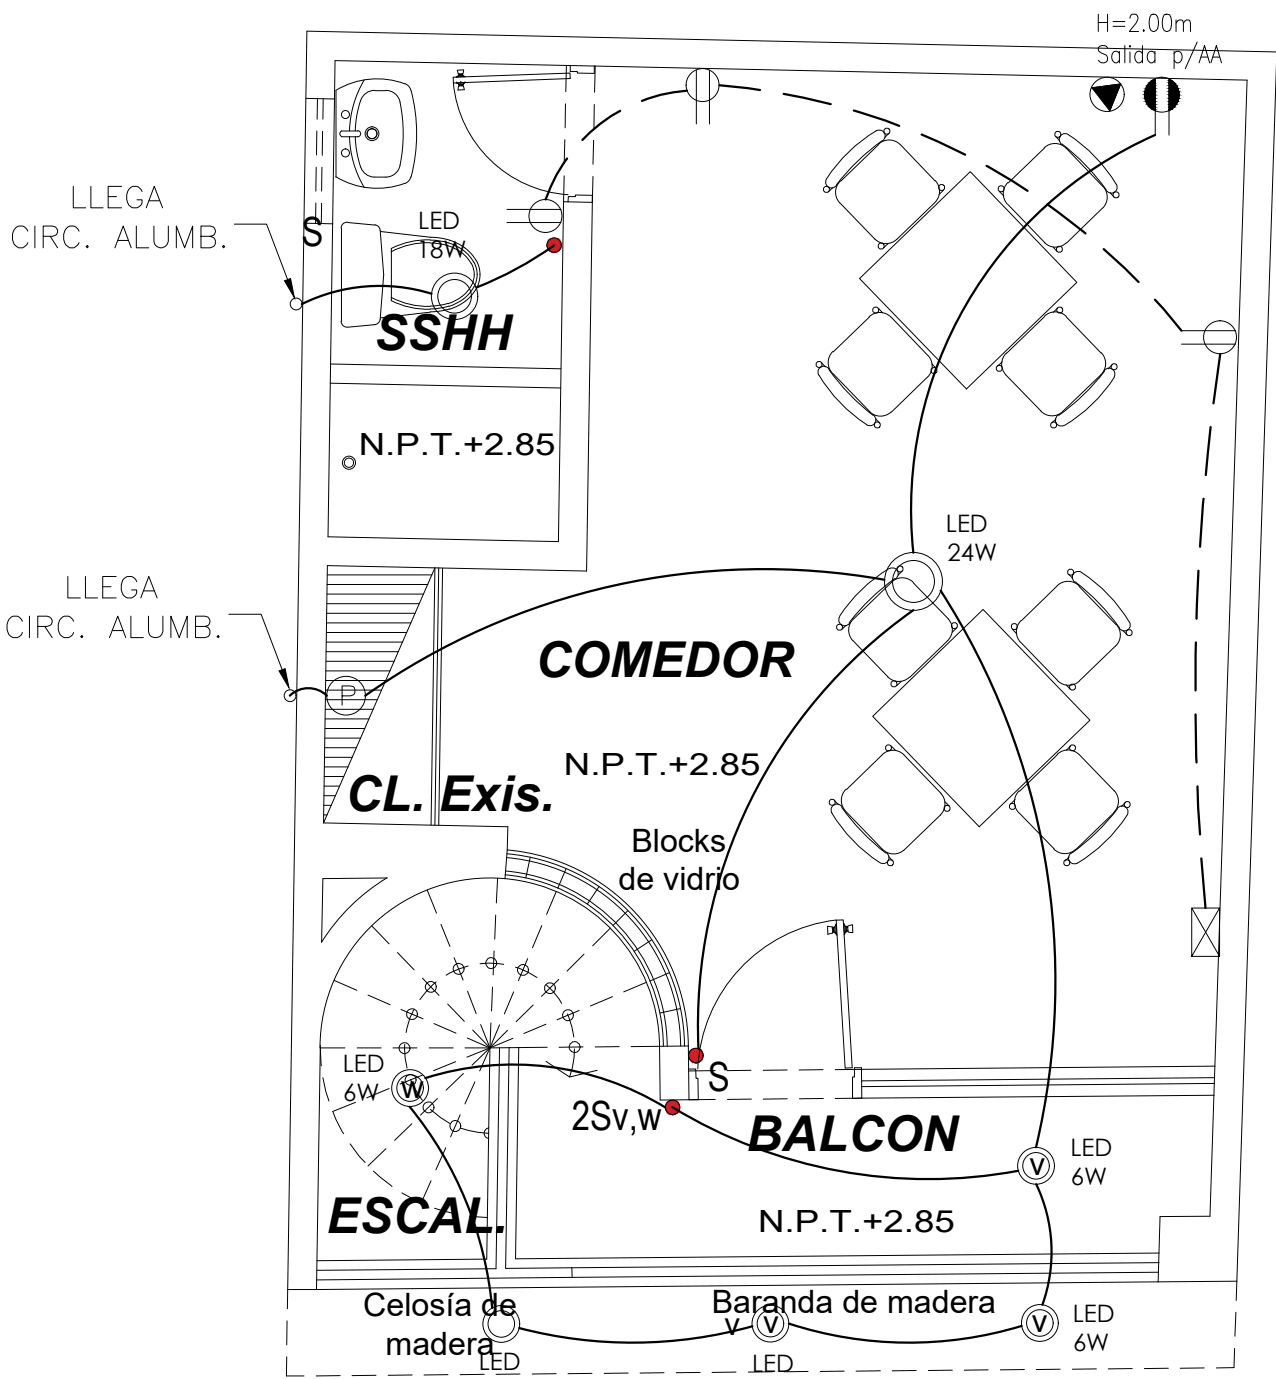 H=2.00m
Salida p/AA
LLEGA
CIRC. ALUMB.
S
LED
18W
SSHH
N.P.T.+2.85
LED
24W
LLEGA
CIRC. ALUMB.
P
COMEDOR
N.P.T.+2.85
CL. Exis.
Blocks
de vidrio
LED
6W
W
S
2Sv,w
BALCON
V
LED
6W
ESCAL.
N.P.T.+2.85
Celosía de
madera
LED
Baranda de madera
v
V
LED
V
LED
6W